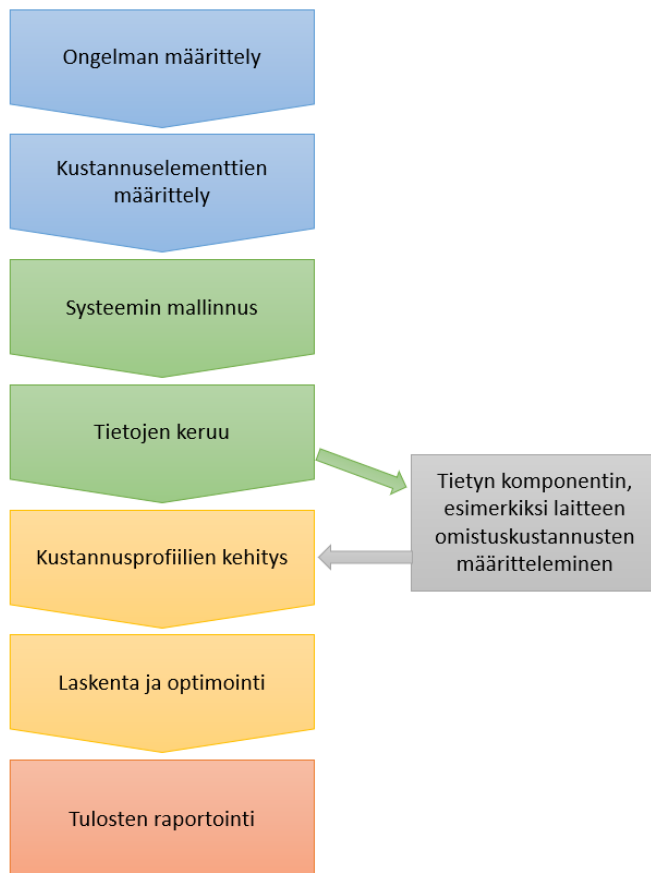 Ongelman määrittely
Kustannuselementtien
määrittely
Systeemin mallinnus
Tietojen keruu
Tietyn komponentin,
esimerkiksi laitteen
omistuskustannusten
määritteleminen
Kustannusprofiilien kehitys
Laskenta ja optimointi
Tulosten raportointi